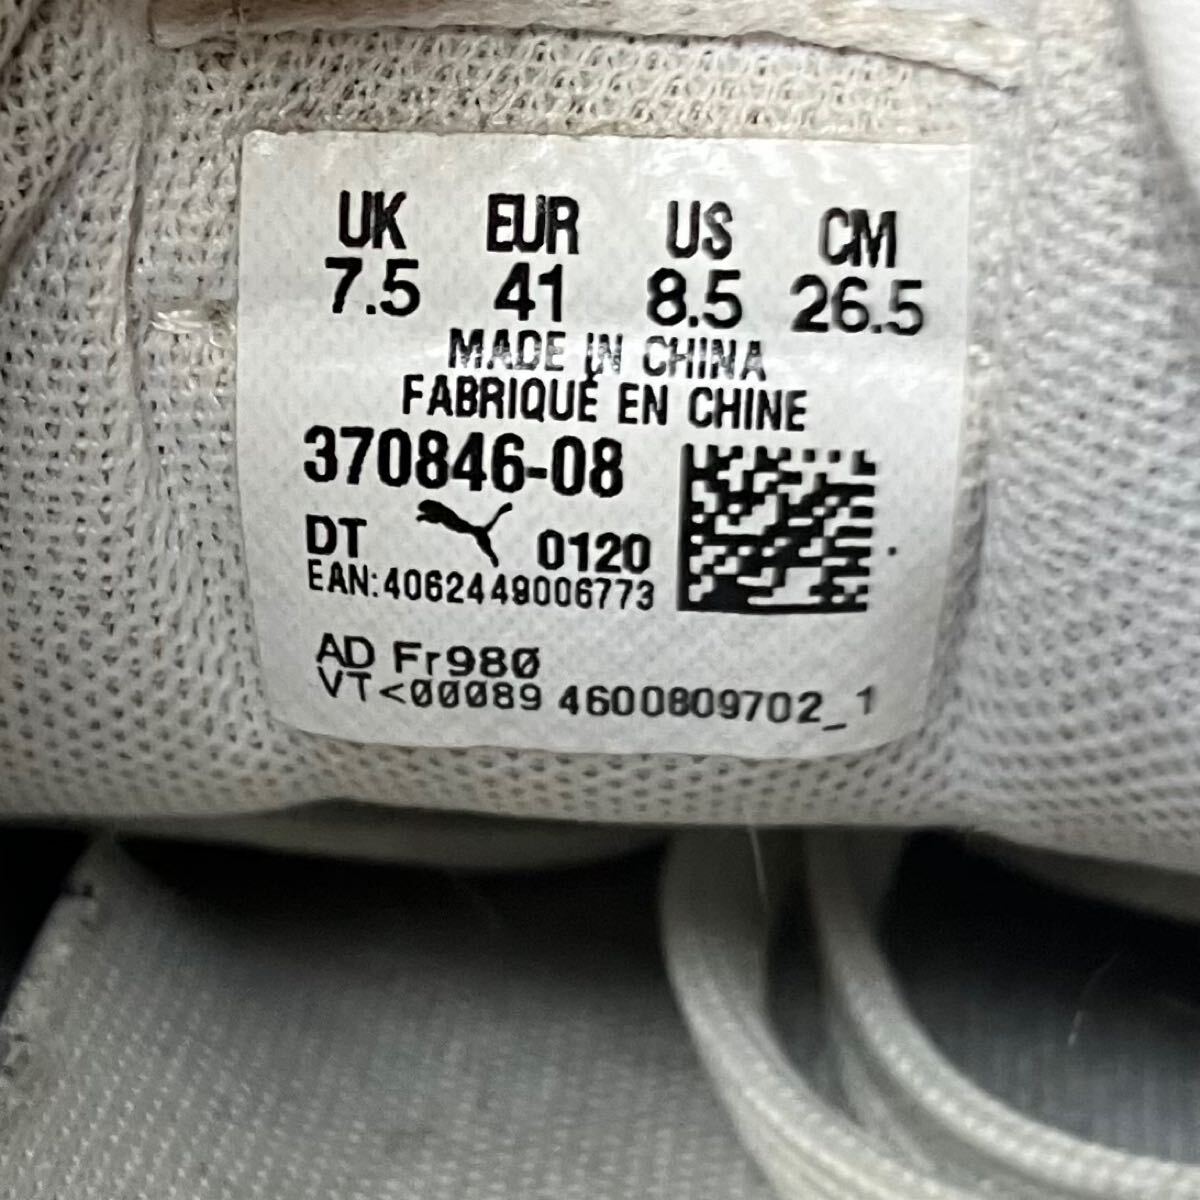 UK EUR US CM
7.5 41 8.5 26.5
MADE IN CHINA
FABRIQUÉ EN CHINE
370846-08
DT 0120
EAN:4062449006773
AD Fr980
VT<00089 4600809702_1